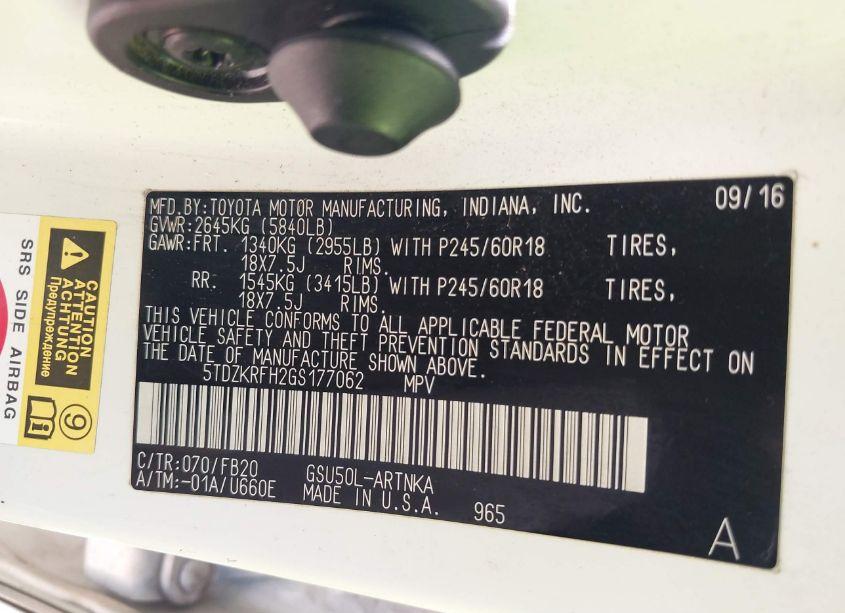 MFD.BY:TOYOTA MOTOR MANUFACTURING, INDIANA, INC. 09/16
GVWR:2645KG (5840LB)
GAWR:FRT. 1340KG (2955LB) WITH P245/60R18 TIRES,
18X7.5J RIMS.
RR. 1545KG (3415LB) WITH P245/60R18 TIRES,
18X7.5J RIMS.
THIS VEHICLE CONFORMS TO ALL APPLICABLE FEDERAL MOTOR
VEHICLE SAFETY AND THEFT PREVENTION STANDARDS IN EFFECT ON
THE DATE OF MANUFACTURE SHOWN ABOVE.
5TDZKRFH2GS177062 MPV
C/TR:070/FB20 GSU50L-ARTNKA
A/TM:-01A/U660E MADE IN U.S.A. 965
A
CAUTION
ATTENTION
ACHTUNG
Предупреждение
SRS SIDE AIRBAG
9
i